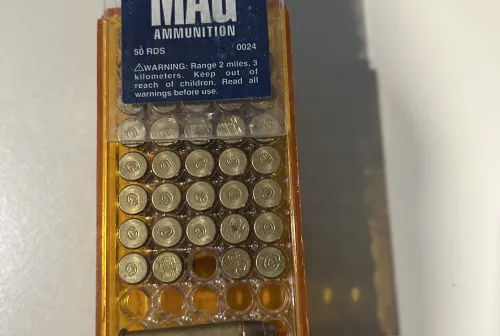 MAG
AMMUNITION
50 RDS 0024
⚠WARNING: Range 2 miles, 3
kilometers. Keep out of
reach of children. Read all
warnings before use.